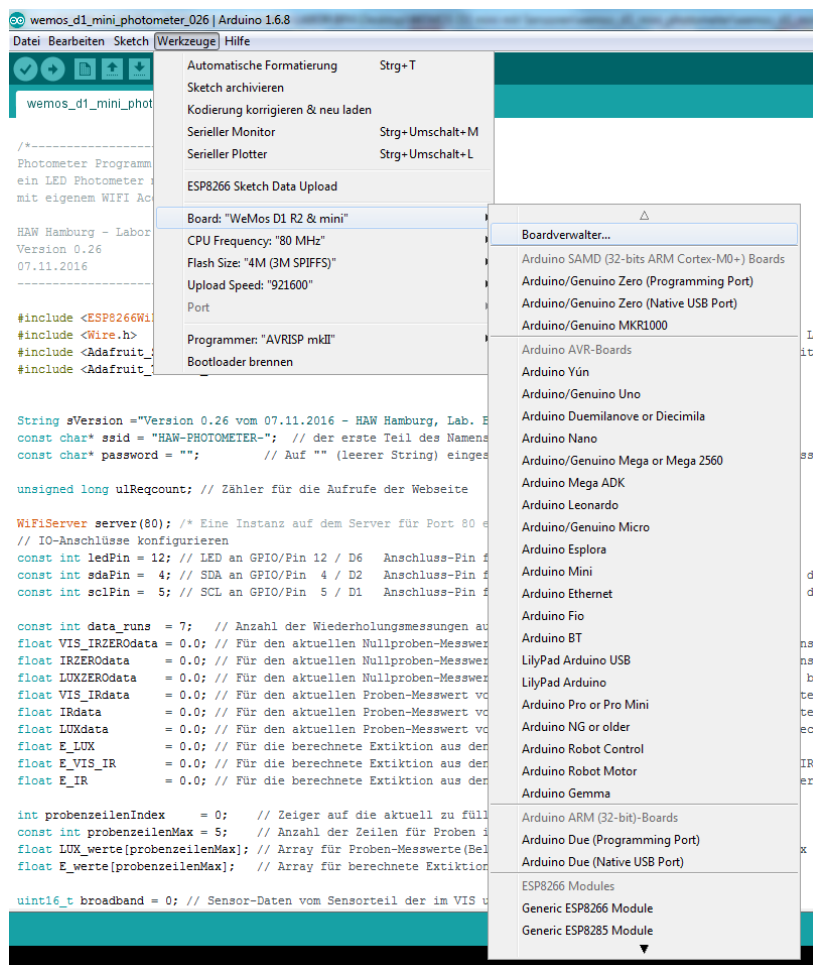 wemos_d1_mini_photometer_026 | Arduino 1.6.8
Datei Bearbeiten Sketch Werkzeuge Hilfe
wemos_d1_mini_phot
Automatische Formatierung Strg+T
Sketch archivieren
Kodierung korrigieren & neu laden
Serieller Monitor Strg+Umschalt+M
Serieller Plotter Strg+Umschalt+L
ESP8266 Sketch Data Upload
Board: "WeMos D1 R2 & mini"
CPU Frequency: "80 MHz"
Flash Size: "4M (3M SPIFFS)"
Upload Speed: "921600"
Port
Programmer: "AVRISP mkII"
Bootloader brennen
Boardverwalter...
Arduino SAMD (32-bits ARM Cortex-M0+) Boards
Arduino/Genuino Zero (Programming Port)
Arduino/Genuino Zero (Native USB Port)
Arduino/Genuino MKR1000
Arduino AVR-Boards
Arduino Yún
Arduino/Genuino Uno
Arduino Duemilanove or Diecimila
Arduino Nano
Arduino/Genuino Mega or Mega 2560
Arduino Mega ADK
Arduino Leonardo
Arduino/Genuino Micro
Arduino Esplora
Arduino Mini
Arduino Ethernet
Arduino Fio
Arduino BT
LilyPad Arduino USB
LilyPad Arduino
Arduino Pro or Pro Mini
Arduino NG or older
Arduino Robot Control
Arduino Robot Motor
Arduino Gemma
Arduino ARM (32-bit)-Boards
Arduino Due (Programming Port)
Arduino Due (Native USB Port)
ESP8266 Modules
Generic ESP8266 Module
Generic ESP8285 Module
/*-----------------
Photometer Programm
ein LED Photometer
mit eigenem WIFI Ac
HAW Hamburg - Labor
Version 0.26
07.11.2016
-------------------
#include <ESP8266Wi
#include <Wire.h>
#include <Adafruit_
#include <Adafruit_
String sVersion ="Version 0.26 vom 07.11.2016 - HAW Hamburg, Lab. E
const char* ssid = "HAW-PHOTOMETER-"; // der erste Teil des Namens
const char* password = ""; // Auf "" (leerer String) einges
unsigned long ulReqcount; // Zähler für die Aufrufe der Webseite
WiFiServer server(80); /* Eine Instanz auf dem Server für Port 80 e
// IO-Anschlüsse konfigurieren
const int ledPin = 12; // LED an GPIO/Pin 12 / D6 Anschluss-Pin f
const int sdaPin = 4; // SDA an GPIO/Pin 4 / D2 Anschluss-Pin f
const int sclPin = 5; // SCL an GPIO/Pin 5 / D1 Anschluss-Pin f
const int data_runs = 7; // Anzahl der Wiederholungsmessungen au
float VIS_IRZEROdata = 0.0; // Für den aktuellen Nullproben-Messwer
float IRZEROdata = 0.0; // Für den aktuellen Nullproben-Messwer
float LUXZEROdata = 0.0; // Für den aktuellen Nullproben-Messwer
float VIS_IRdata = 0.0; // Für den aktuellen Proben-Messwert vo
float IRdata = 0.0; // Für den aktuellen Proben-Messwert vo
float LUXdata = 0.0; // Für den aktuellen Proben-Messwert vo
float E_LUX = 0.0; // Für die berechnete Extiktion aus den
float E_VIS_IR = 0.0; // Für die berechnete Extiktion aus den
float E_IR = 0.0; // Für die berechnete Extiktion aus den
int probenzeilenIndex = 0; // Zeiger auf die aktuell zu füll
const int probenzeilenMax = 5; // Anzahl der Zeilen für Proben i
float LUX_werte[probenzeilenMax]; // Array für Proben-Messwerte(Bel
float E_werte[probenzeilenMax]; // Array für berechnete Extiktion
uint16_t broadband = 0; // Sensor-Daten vom Sensorteil der im VIS u